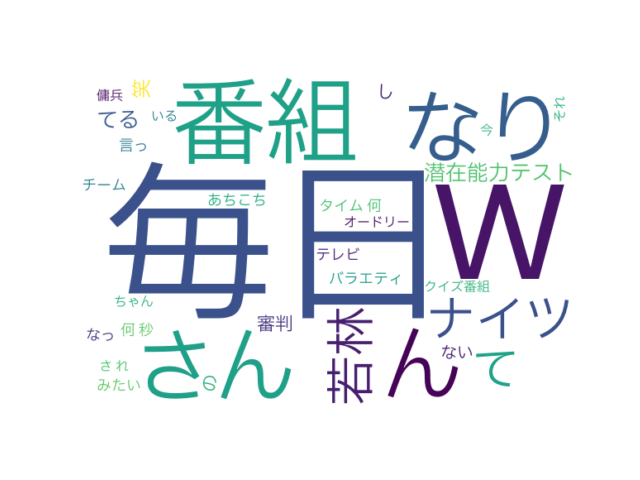 傭兵
笑
番組
し
なり
それ
てる
いる
今
言っ
潜在能力テスト
チーム
毎日
あちこち
タイム 何
オードリー
w
テレビ
バラエティ
クイズ番組
ちゃん
ナイツ
なっ
何 秒
さん
審判
若林
ん
ない
て
され
みたい
の